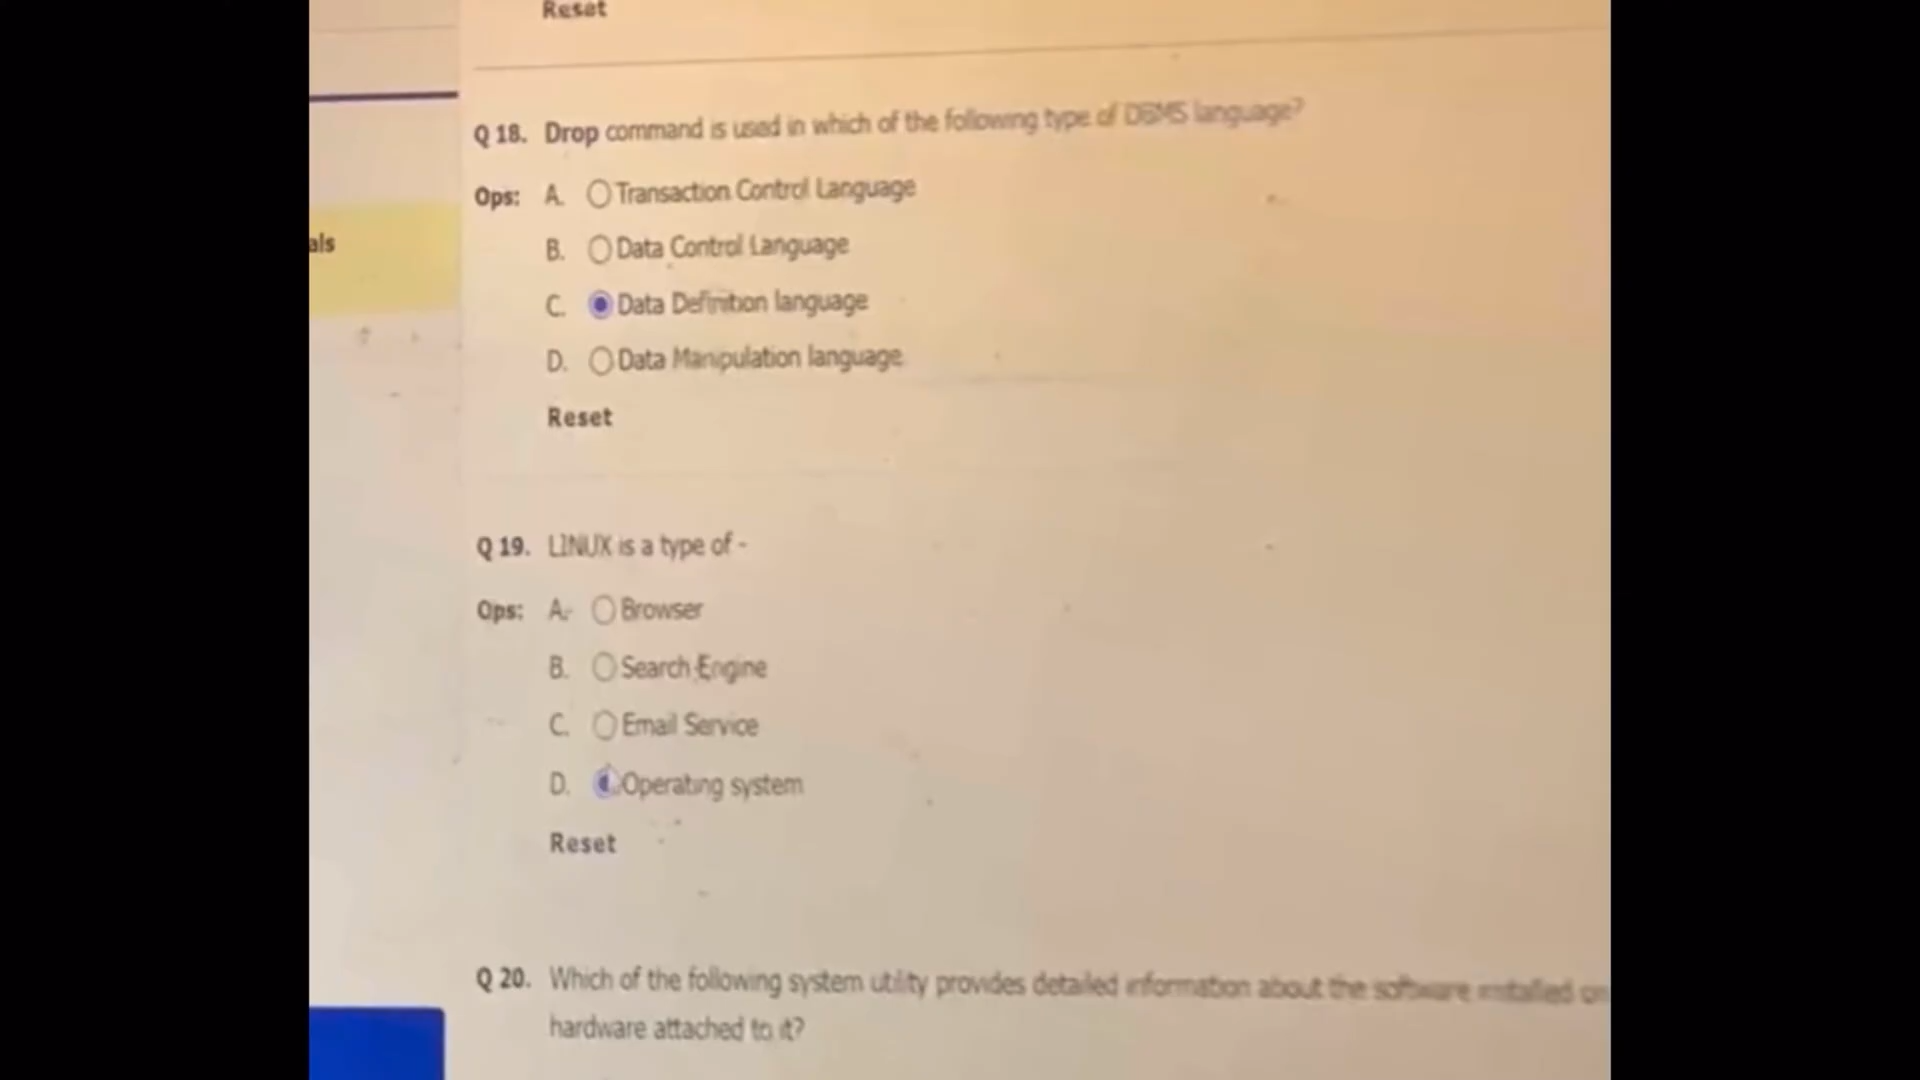 Reset
Q 18. Drop command is used in which of the following type of DBMS language?
Ops: A. Transaction Control Language
als
B. Data Control Language
C. Data Definition language
D. Data Manipulation language
Reset
Q 19. LINUX is a type of -
Ops: A. Browser
B. Search Engine
C. Email Service
D. Operating system
Reset
Q 20. Which of the following system utility provides detailed information about the software installed on
hardware attached to it?